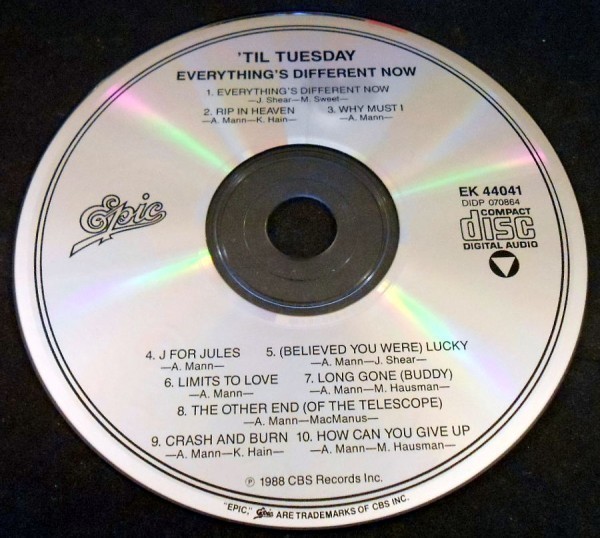 'TIL TUESDAY
EVERYTHING'S DIFFERENT NOW
1. EVERYTHING'S DIFFERENT NOW
—J. Shear—M. Sweet—
2. RIP IN HEAVEN 3. WHY MUST I
—A. Mann—K. Hain— —A. Mann—
Epic
EK 44041
DIDP 070864
COMPACT
disc
DIGITAL AUDIO
4. J FOR JULES 5. (BELIEVED YOU WERE) LUCKY
—A. Mann— —A. Mann—J. Shear—
6. LIMITS TO LOVE 7. LONG GONE (BUDDY)
—A. Mann— —A. Mann—M. Hausman—
8. THE OTHER END (OF THE TELESCOPE)
—A. Mann—MacManus—
9. CRASH AND BURN 10. HOW CAN YOU GIVE UP
—A. Mann—K. Hain— —A. Mann—M. Hausman—
℗ 1988 CBS Records Inc.
"EPIC," Epic ARE TRADEMARKS OF CBS INC.